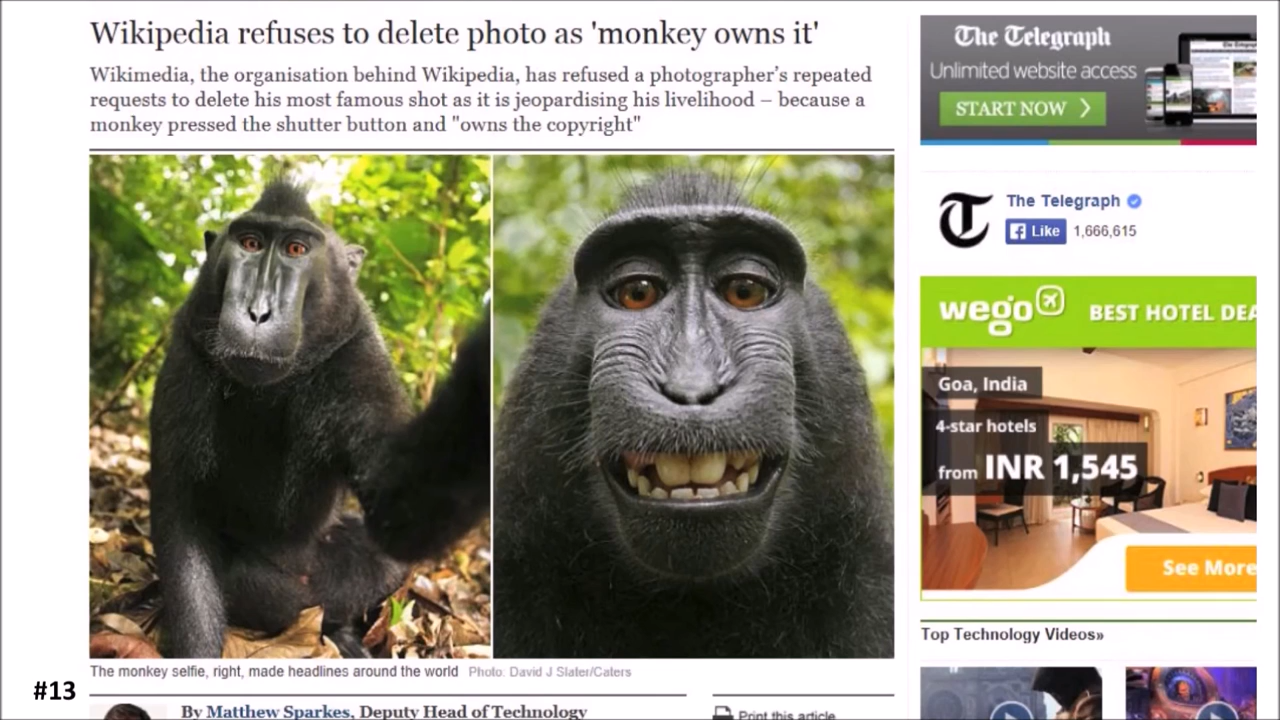 Wikipedia refuses to delete photo as 'monkey owns it'
Wikimedia, the organisation behind Wikipedia, has refused a photographer's repeated
requests to delete his most famous shot as it is jeopardising his livelihood – because a
monkey pressed the shutter button and "owns the copyright"
The monkey selfie, right, made headlines around the world Photo: David J Slater/Caters
#13
By Matthew Sparkes, Deputy Head of Technology
Print this article
The Telegraph
Unlimited website access
START NOW
The Telegraph
Like 1,666,615
wego BEST HOTEL DEA
Goa, India
4-star hotels
from INR 1,545
See More
Top Technology Videos»